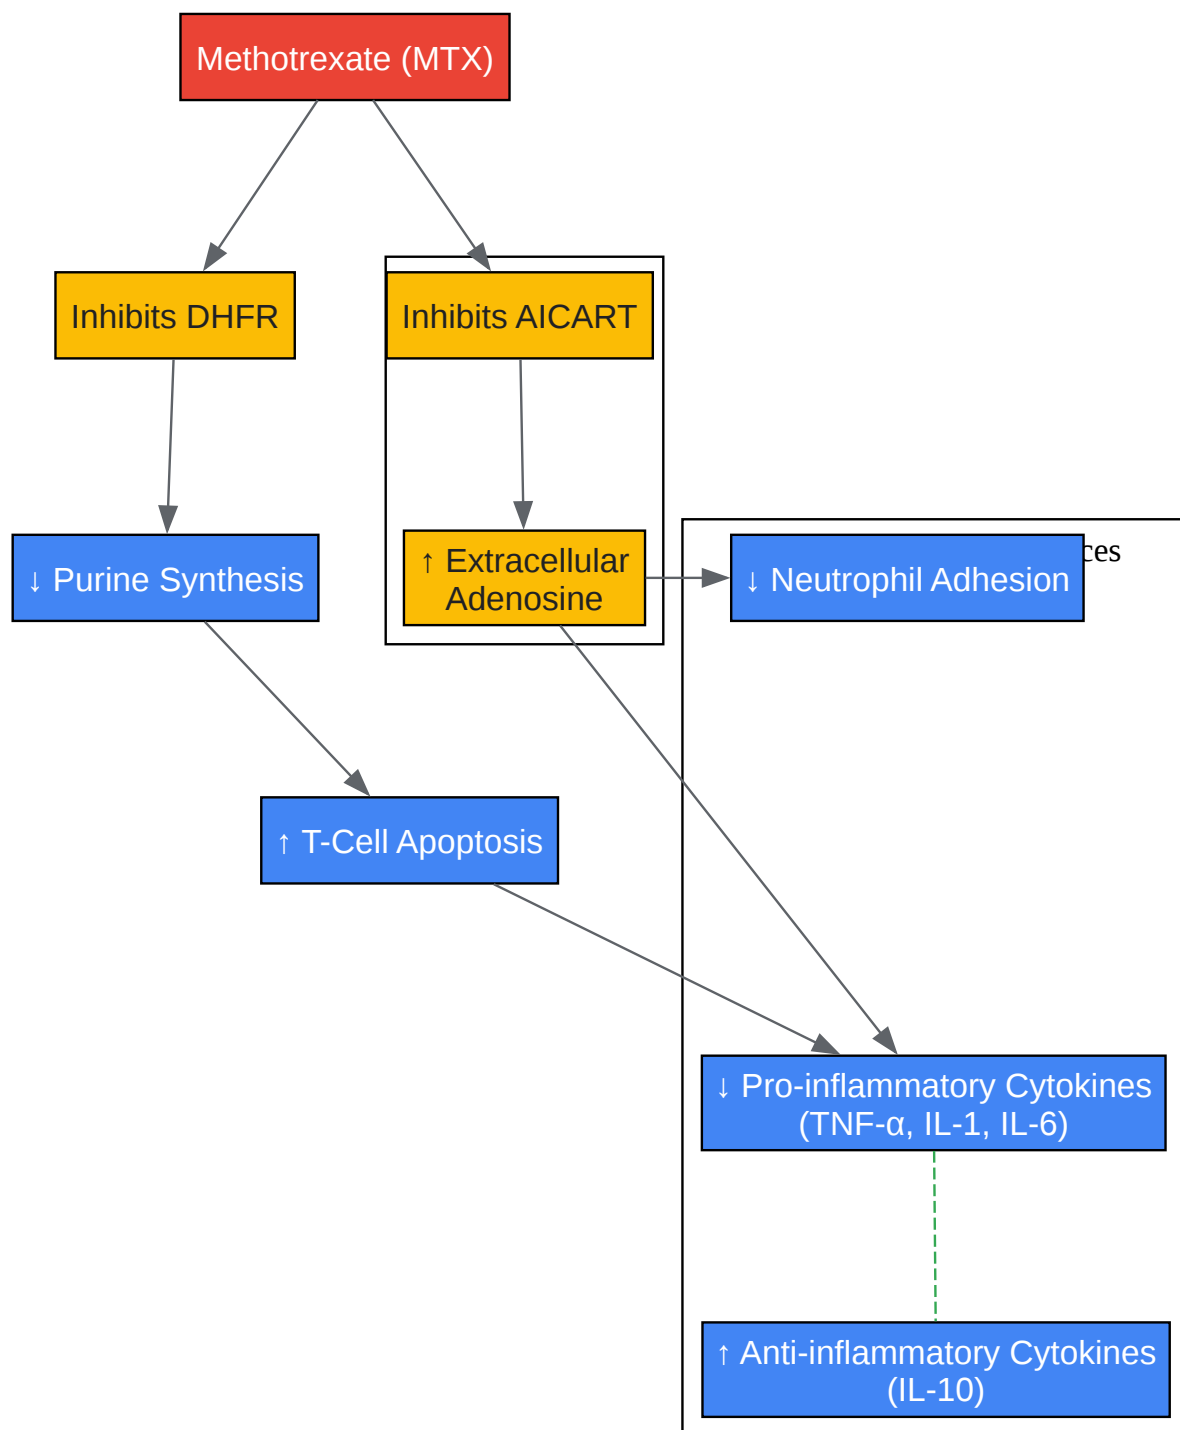 Methotrexate (MTX)
Inhibits DHFR
Inhibits AICART
↓ Purine Synthesis
↑ Extracellular
Adenosine
↓ Neutrophil Adhesion
↑ T-Cell Apoptosis
↓ Pro-inflammatory Cytokines
(TNF-α, IL-1, IL-6)
↑ Anti-inflammatory Cytokines
(IL-10)